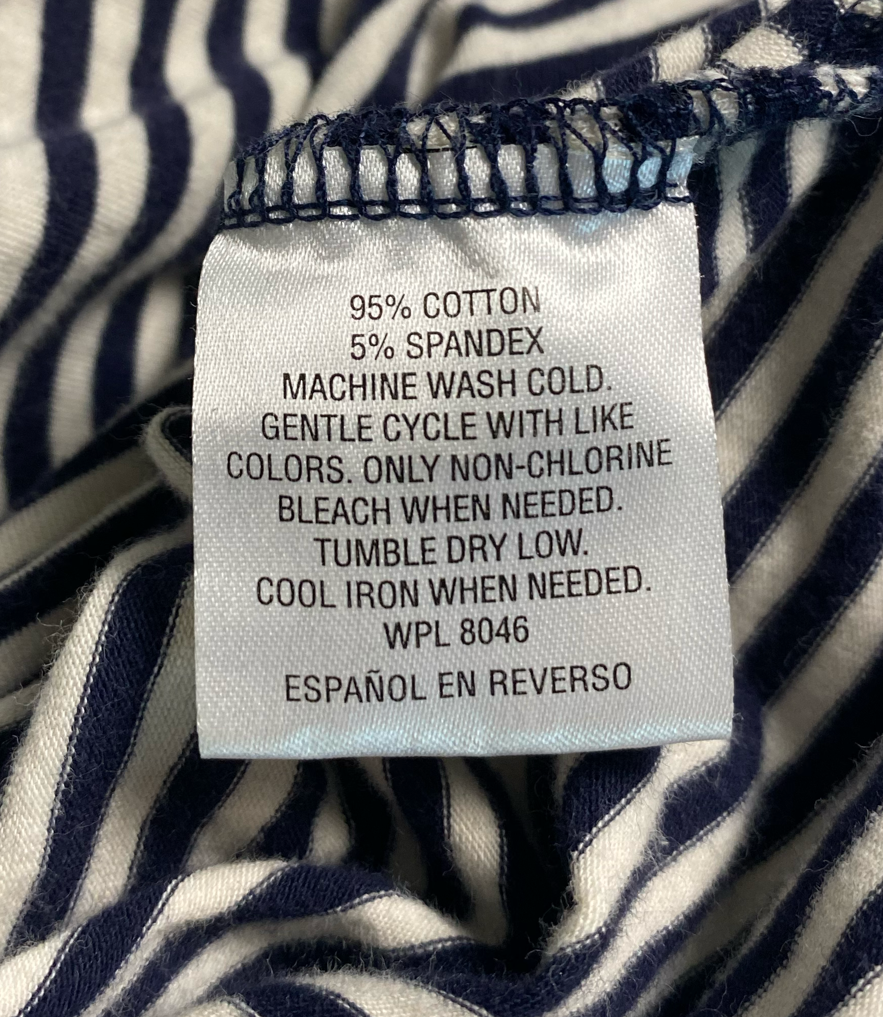 95% COTTON
5% SPANDEX
MACHINE WASH COLD.
GENTLE CYCLE WITH LIKE
COLORS. ONLY NON-CHLORINE
BLEACH WHEN NEEDED.
TUMBLE DRY LOW.
COOL IRON WHEN NEEDED.
WPL 8046
ESPAÑOL EN REVERSO